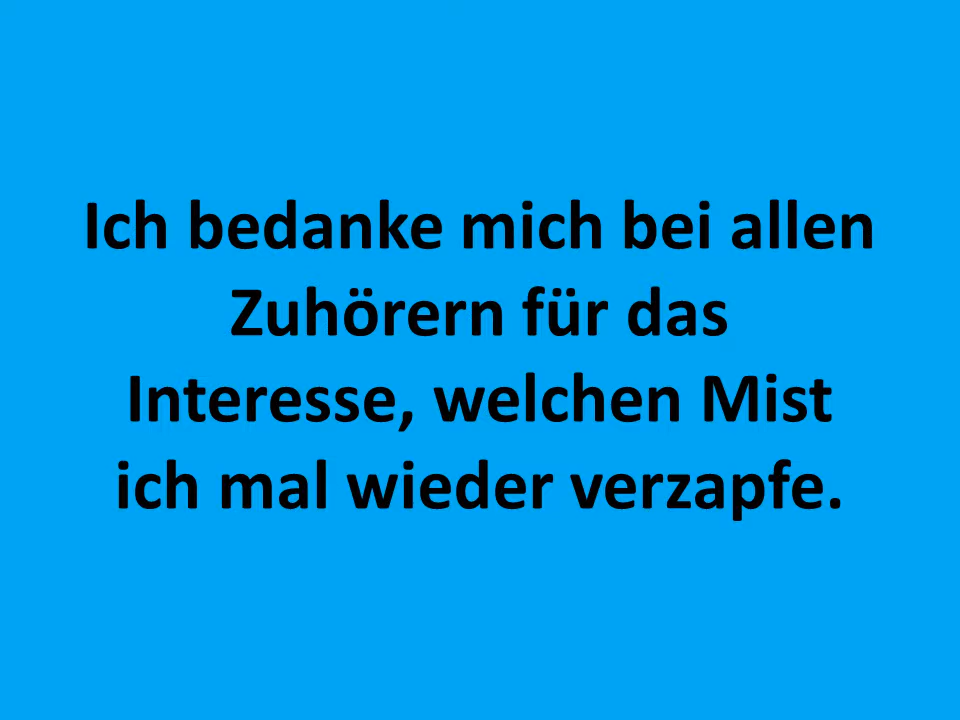 Ich bedanke mich bei allen
Zuhörern für das
Interesse, welchen Mist
ich mal wieder verzapfe.